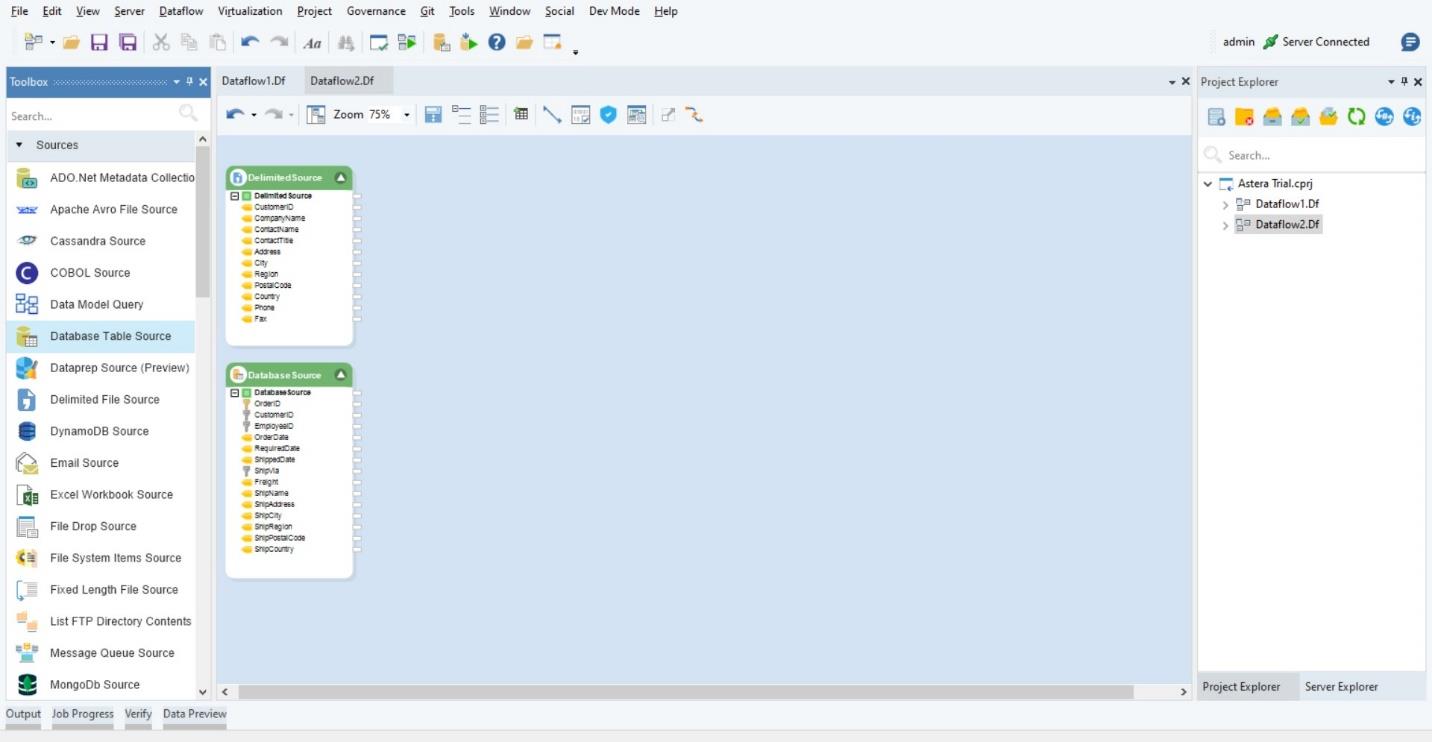 File Edit View Server Dataflow Virtualization Project Governance Git Tools Window Social Dev Mode Help
Aa
admin Server Connected
Toolbox
Search...
Sources
ADO.Net Metadata Collectio
Apache Avro File Source
Cassandra Source
COBOL Source
Data Model Query
Database Table Source
Dataprep Source (Preview)
Delimited File Source
DynamoDB Source
Email Source
Excel Workbook Source
File Drop Source
File System Items Source
Fixed Length File Source
List FTP Directory Contents
Message Queue Source
MongoDb Source
Dataflow1.Df Dataflow2.Df
Zoom 75%
DelimitedSource
DelimitedSource
CustomerID
CompanyName
ContactName
ContactTitle
Address
City
Region
PostalCode
Country
Phone
Fax
DatabaseSource
DatabaseSource
OrderID
CustomerID
EmployeeID
OrderDate
RequiredDate
ShippedDate
ShipVia
Freight
ShipName
ShipAddress
ShipCity
ShipRegion
ShipPostalCode
ShipCountry
Project Explorer
Search...
Astera Trial.cprj
Dataflow1.Df
Dataflow2.Df
Project Explorer Server Explorer
Output Job Progress Verify Data Preview